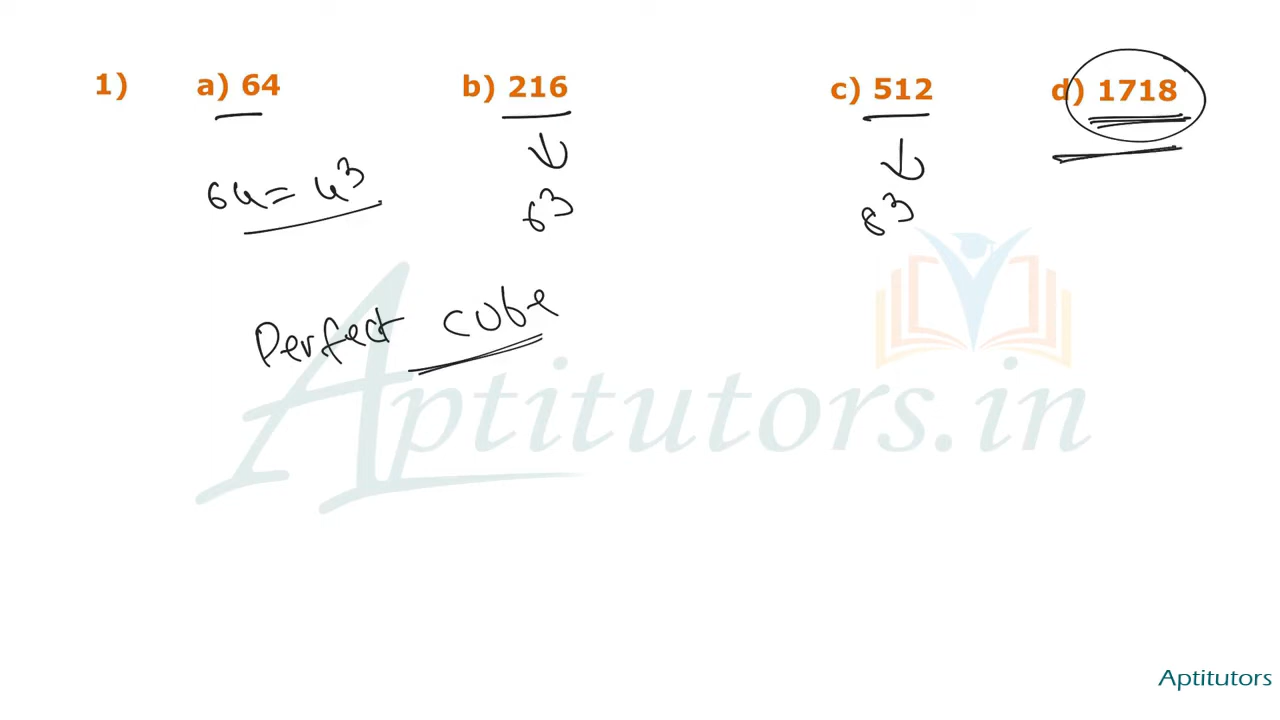 1) a) 64 b) 216 c) 512 d) 1718
64 = 4³ 6³ 8³
Perfect cube
Aptitutors.in
Aptitutors